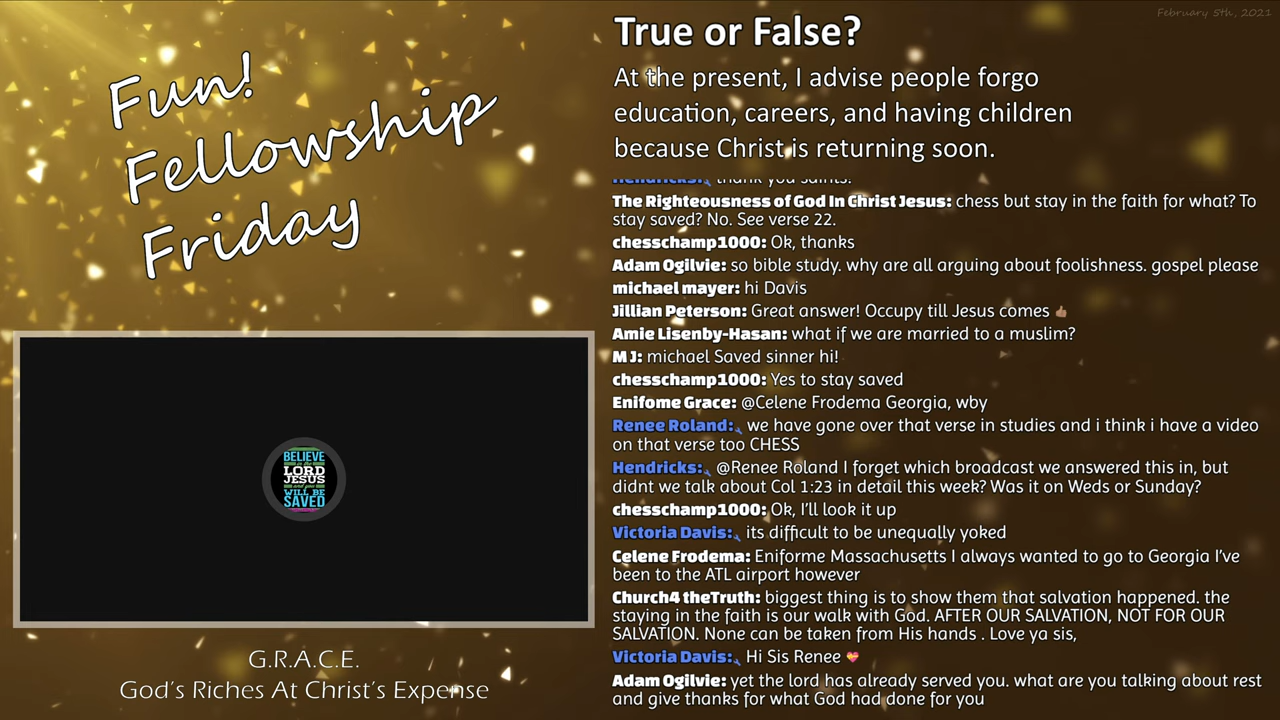 February 5th, 2021
Fun!
Fellowship
Friday
True or False?
At the present, I advise people forgo
education, careers, and having children
because Christ is returning soon.
Hendricks: thank you saints!
The Righteousness of God In Christ Jesus: chess but stay in the faith for what? To
stay saved? No. See verse 22.
chesschamp1000: Ok, thanks
Adam Ogilvie: so bible study. why are all arguing about foolishness. gospel please
michael mayer: hi Davis
Jillian Peterson: Great answer! Occupy till Jesus comes 👍🏽
Amie Lisenby-Hasan: what if we are married to a muslim?
M J: michael Saved sinner hi!
chesschamp1000: Yes to stay saved
Enifome Grace: @Celene Frodema Georgia, wby
Renee Roland: we have gone over that verse in studies and i think i have a video
on that verse too CHESS
Hendricks: @Renee Roland I forget which broadcast we answered this in, but
didnt we talk about Col 1:23 in detail this week? Was it on Weds or Sunday?
chesschamp1000: Ok, I'll look it up
Victoria Davis: its difficult to be unequally yoked
Celene Frodema: Eniforme Massachusetts I always wanted to go to Georgia I've
been to the ATL airport however
Church4 theTruth: biggest thing is to show them that salvation happened. the
staying in the faith is our walk with God. AFTER OUR SALVATION, NOT FOR OUR
SALVATION. None can be taken from His hands . Love ya sis,
Victoria Davis: Hi Sis Renee 💝
Adam Ogilvie: yet the lord has already served you. what are you talking about rest
and give thanks for what God had done for you
BELIEVE
LORD
JESUS
WILL BE
SAVED
G.R.A.C.E.
God's Riches At Christ's Expense